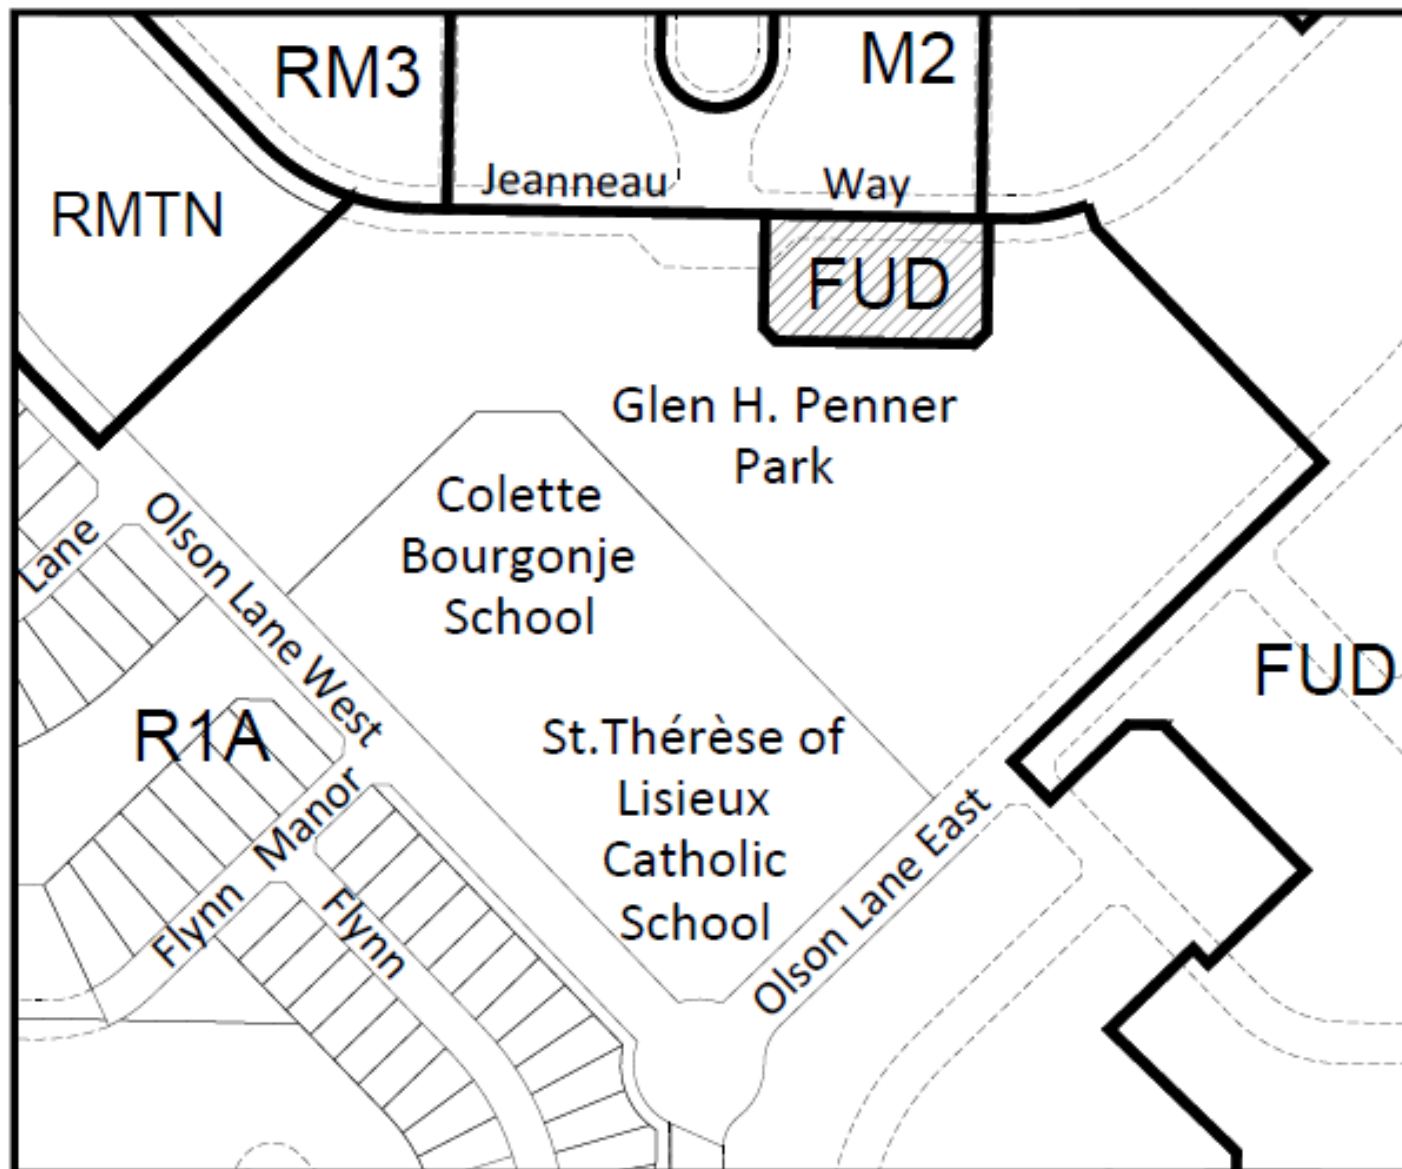 RM3
M2
Jeanneau Way
RMTN
FUD
Glen H. Penner
Park
Colette
Bourgonje
School
Olson Lane West
Lane
FUD
R1A
St.Thérèse of
Lisieux
Catholic
School
Flynn Manor
Flynn
Olson Lane East